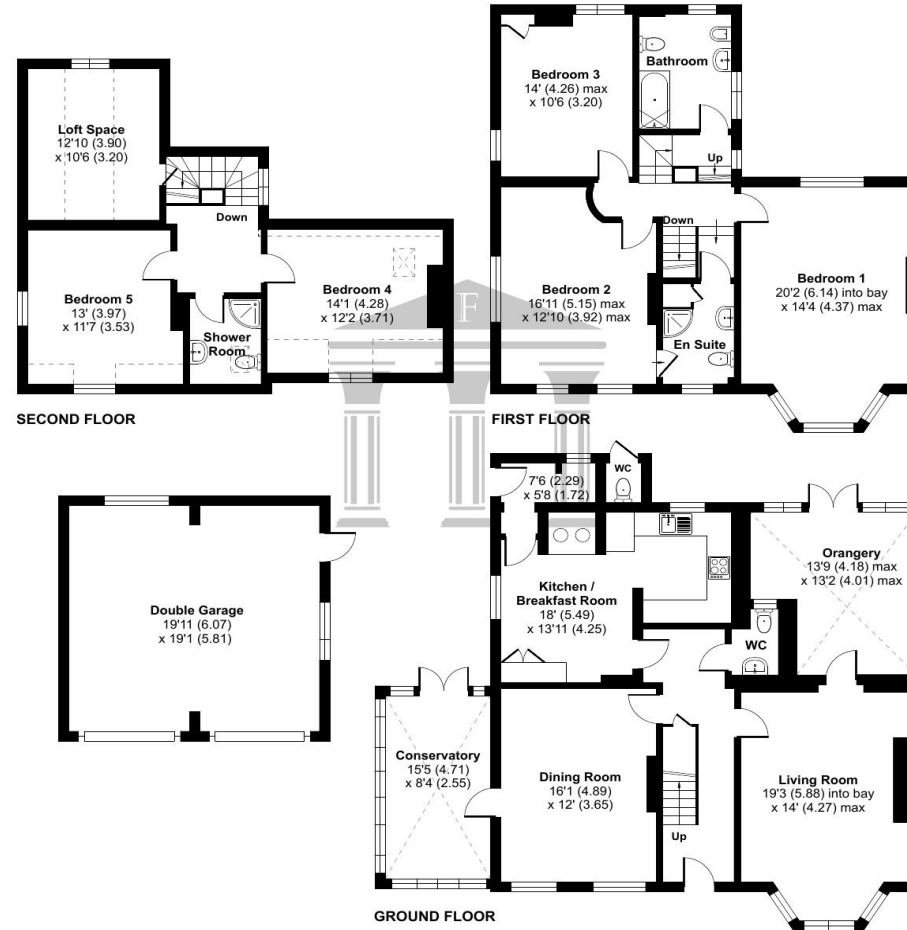 Loft Space
12'10 (3.90)
x 10'6 (3.20)
Down
Bedroom 5
13' (3.97)
x 11'7 (3.53)
Shower
Room
Bedroom 4
14'1 (4.28)
x 12'2 (3.71)
SECOND FLOOR
Bedroom 3
14' (4.26) max
x 10'6 (3.20)
Bathroom
Up
Down
Bedroom 2
16'11 (5.15) max
x 12'10 (3.92) max
En Suite
Bedroom 1
20'2 (6.14) into bay
x 14'4 (4.37) max
FIRST FLOOR
F
Double Garage
19'11 (6.07)
x 19'1 (5.81)
7'6 (2.29)
x 5'8 (1.72)
WC
Kitchen /
Breakfast Room
18' (5.49)
x 13'11 (4.25)
Orangery
13'9 (4.18) max
x 13'2 (4.01) max
WC
Conservatory
15'5 (4.71)
x 8'4 (2.55)
Dining Room
16'1 (4.89)
x 12' (3.65)
Up
Living Room
19'3 (5.88) into bay
x 14' (4.27) max
GROUND FLOOR